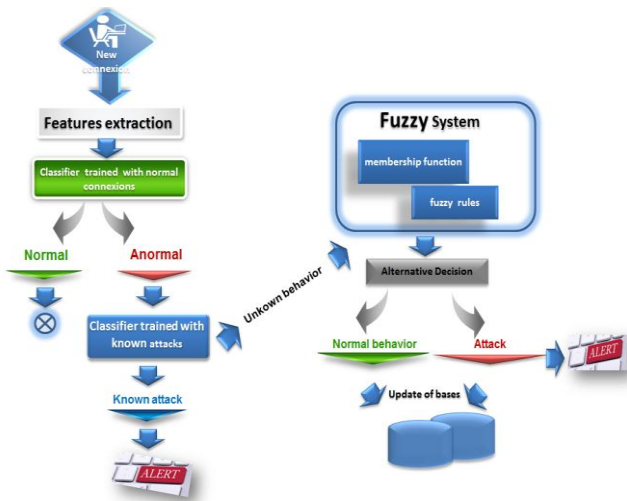 New
connexion
Features extraction
Classifier trained with normal
connexions
Normal
Anormal
Classifier trained with
known attacks
Known attack
ALERT
Unkown behavior
Fuzzy System
membership function
fuzzy rules
Alternative Decision
Normal behavior
Attack
ALERT
Update of bases